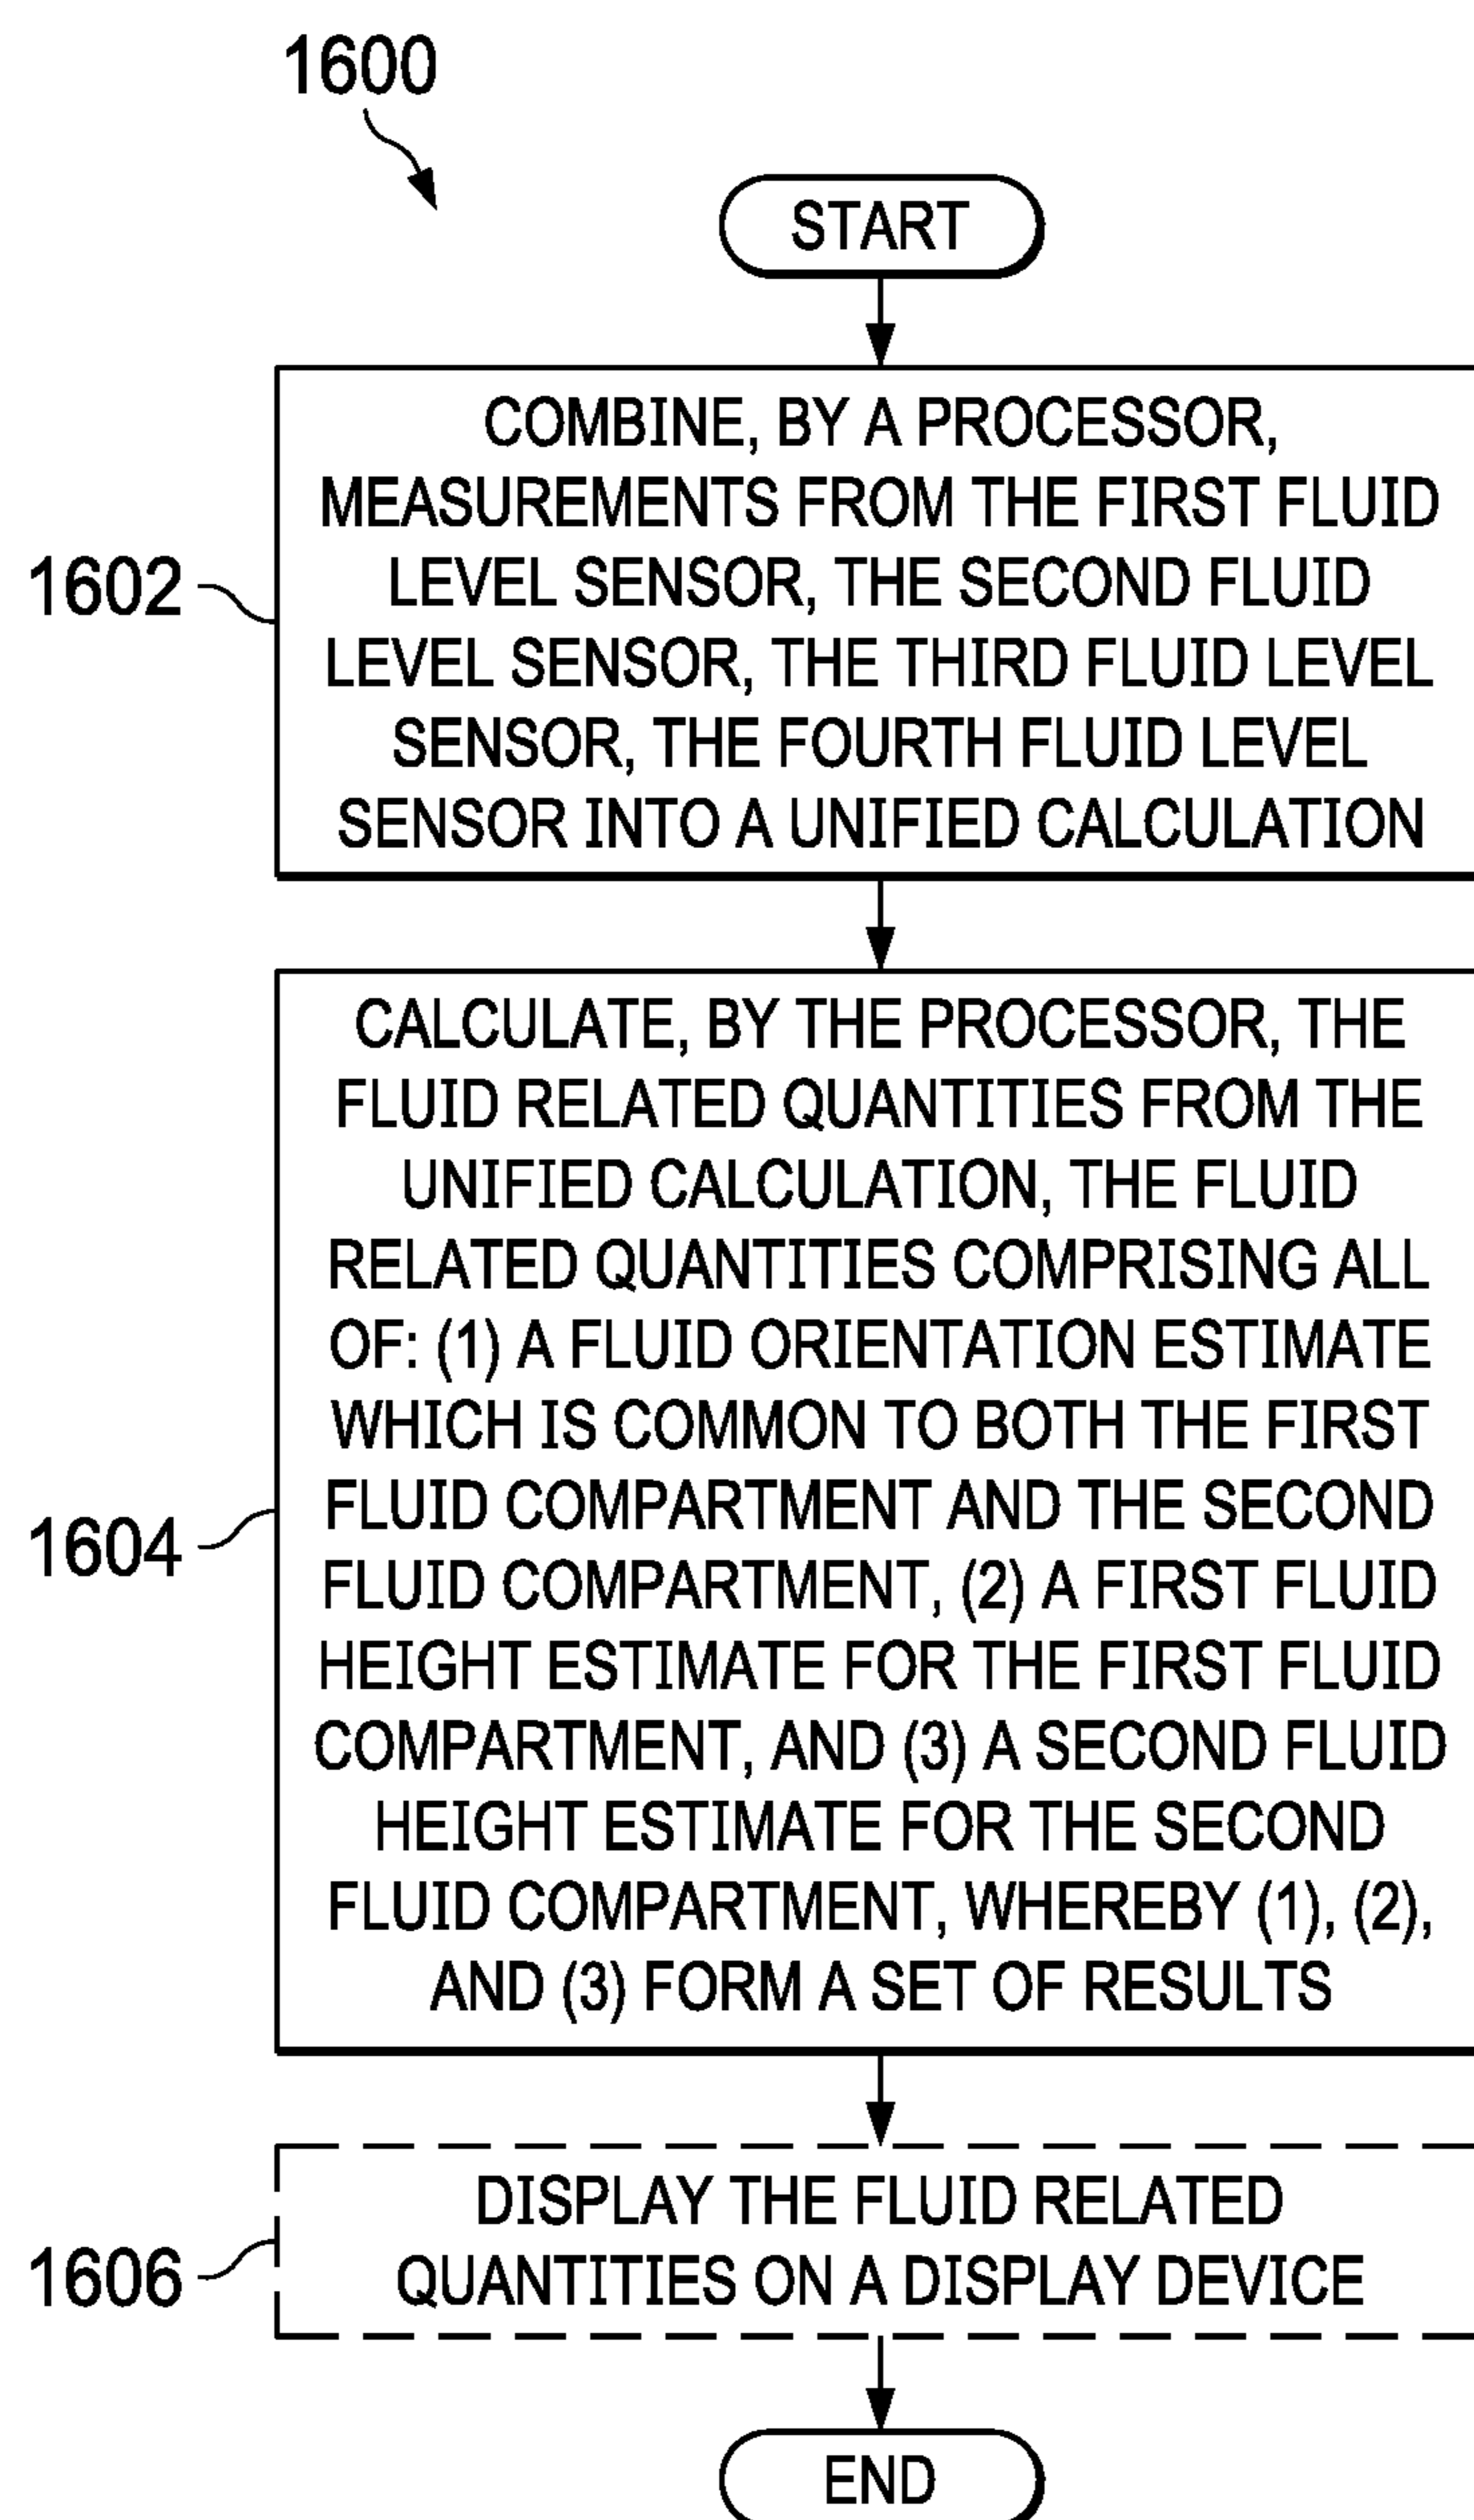 1600
START
COMBINE, BY A PROCESSOR,
MEASUREMENTS FROM THE FIRST FLUID
LEVEL SENSOR, THE SECOND FLUID
LEVEL SENSOR, THE THIRD FLUID LEVEL
SENSOR, THE FOURTH FLUID LEVEL
SENSOR INTO A UNIFIED CALCULATION
1602
CALCULATE, BY THE PROCESSOR, THE
FLUID RELATED QUANTITIES FROM THE
UNIFIED CALCULATION, THE FLUID
RELATED QUANTITIES COMPRISING ALL
OF: (1) A FLUID ORIENTATION ESTIMATE
WHICH IS COMMON TO BOTH THE FIRST
FLUID COMPARTMENT AND THE SECOND
FLUID COMPARTMENT, (2) A FIRST FLUID
HEIGHT ESTIMATE FOR THE FIRST FLUID
COMPARTMENT, AND (3) A SECOND FLUID
HEIGHT ESTIMATE FOR THE SECOND
FLUID COMPARTMENT, WHEREBY (1), (2),
AND (3) FORM A SET OF RESULTS
1604
DISPLAY THE FLUID RELATED
QUANTITIES ON A DISPLAY DEVICE
1606
END